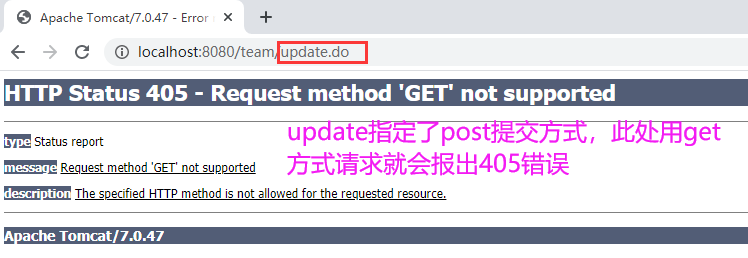 Apache Tomcat/7.0.47 - Error r
localhost:8080/team/update.do
HTTP Status 405 - Request method 'GET' not supported
type Status report
message Request method 'GET' not supported
description The specified HTTP method is not allowed for the requested resource.
update指定了post提交方式，此处用get
方式请求就会报出405错误
Apache Tomcat/7.0.47